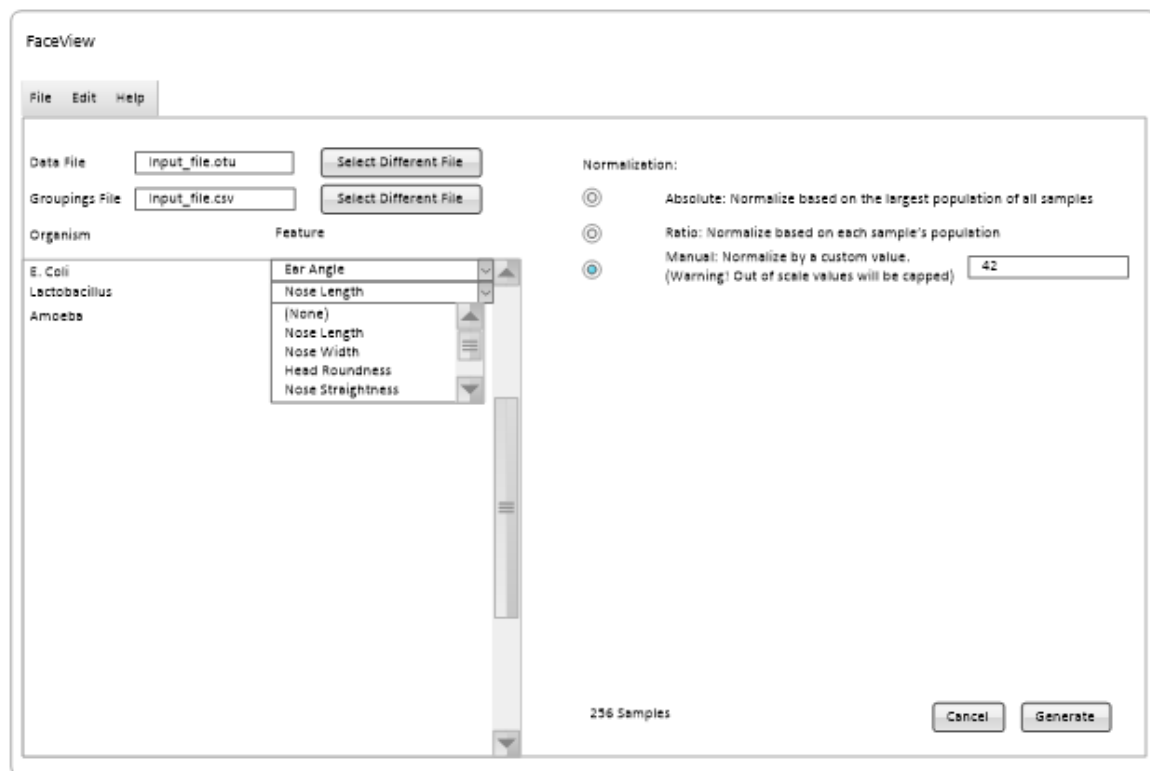 FaceView
File Edit Help
Data File Input_file.otu Select Different File
Groupings File Input_file.csv Select Different File
Organism Feature
E. Coli Ear Angle
Lactobacillus Nose Length
Amoeba (None)
Nose Length
Nose Width
Head Roundness
Nose Straightness
Normalization:
Absolute: Normalize based on the largest population of all samples
Ratio: Normalize based on each sample's population
Manual: Normalize by a custom value.
(Warning! Out of scale values will be capped) 42
256 Samples Cancel Generate